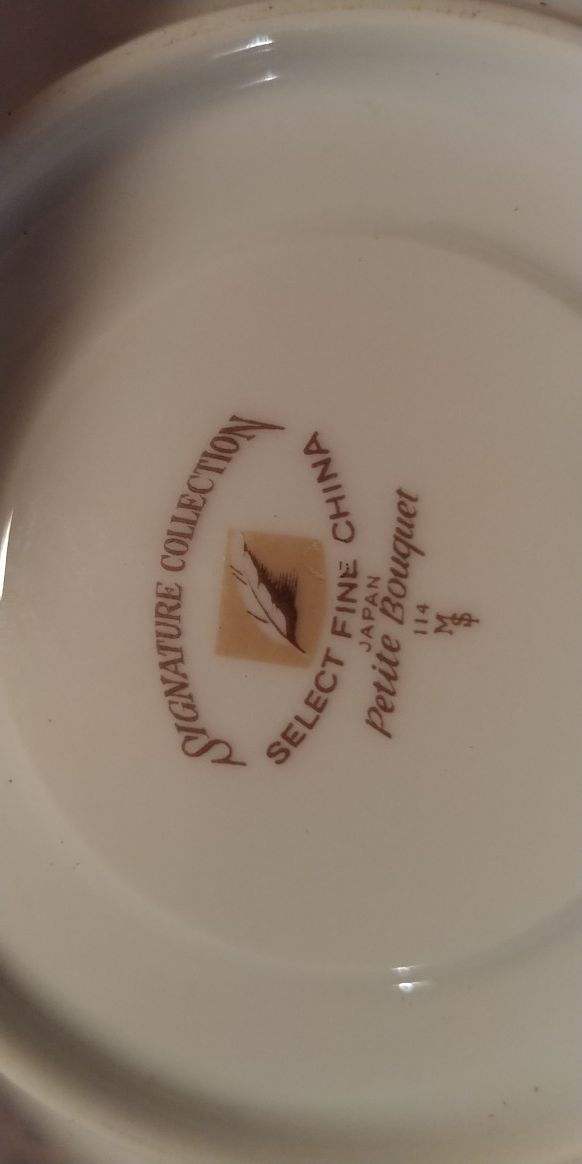 SIGNATURE COLLECTION
SELECT FINE CHINA
JAPAN
Petite Bouquet
114